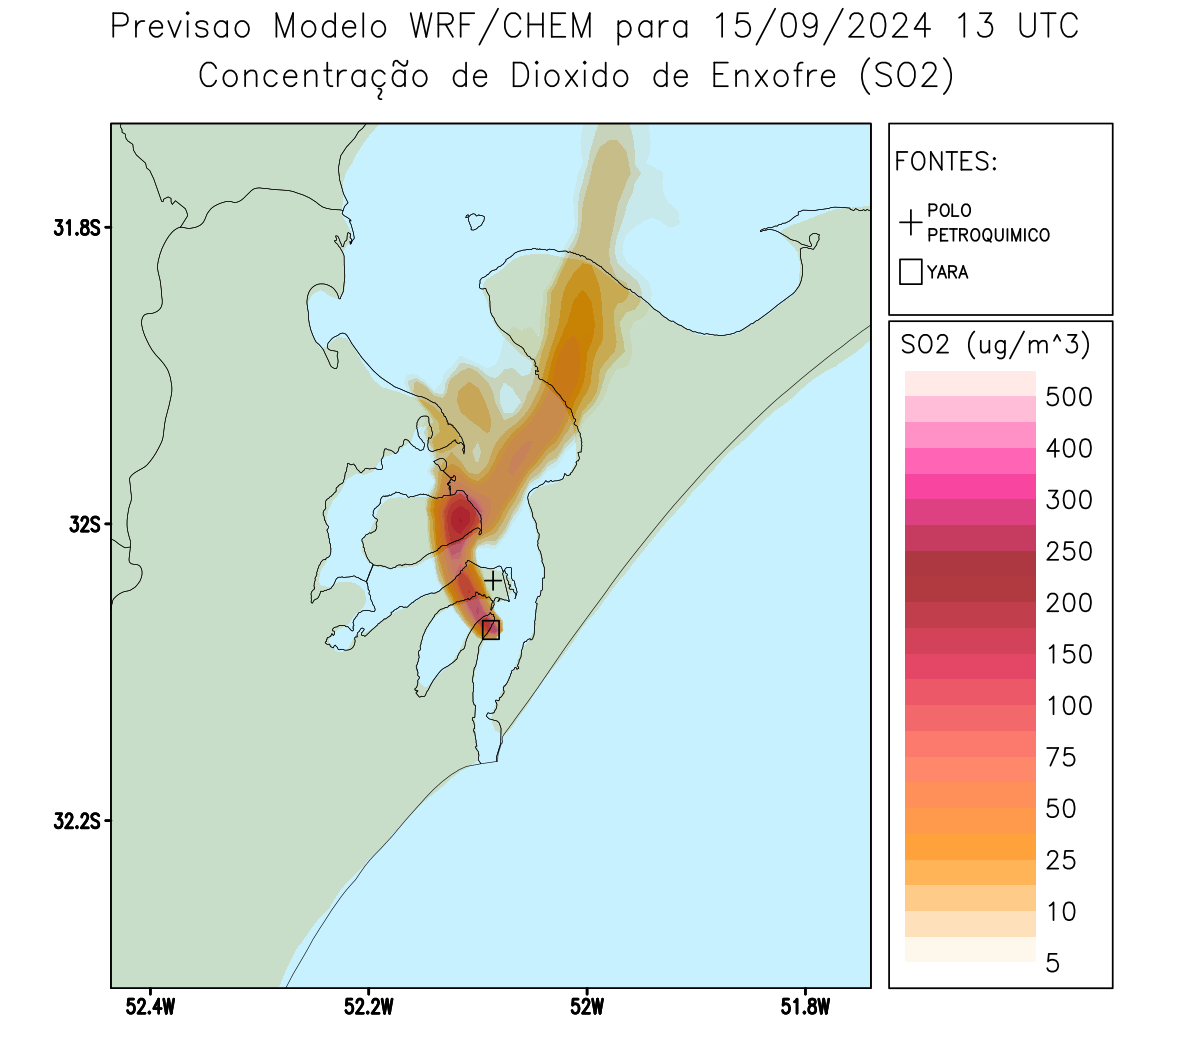 Previsao Modelo WRF/CHEM para 15/09/2024 13 UTC
Concentração de Dioxido de Enxofre (SO2)
FONTES:
POLO
PETROQUIMICO
YARA
SO2 (ug/m^3)
500
400
300
250
200
150
100
75
50
25
10
5
31.8S
32S
32.2S
52.4W
52.2W
52W
51.8W